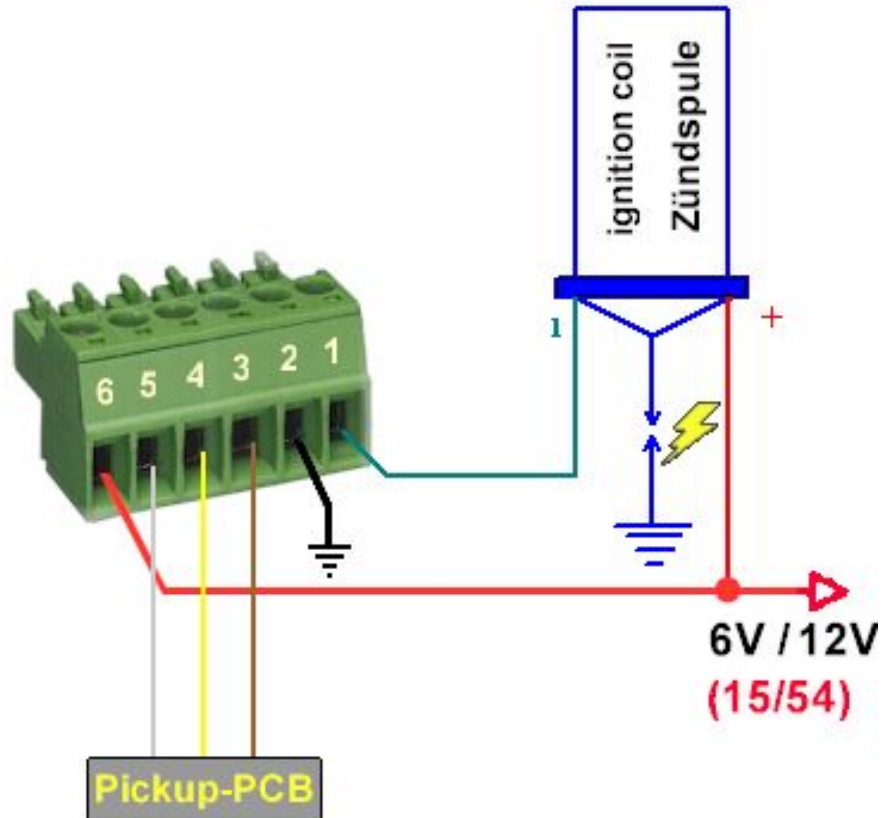 ignition coil
Zündspule
1
+
6 5 4 3 2 1
6V / 12V
(15/54)
Pickup-PCB